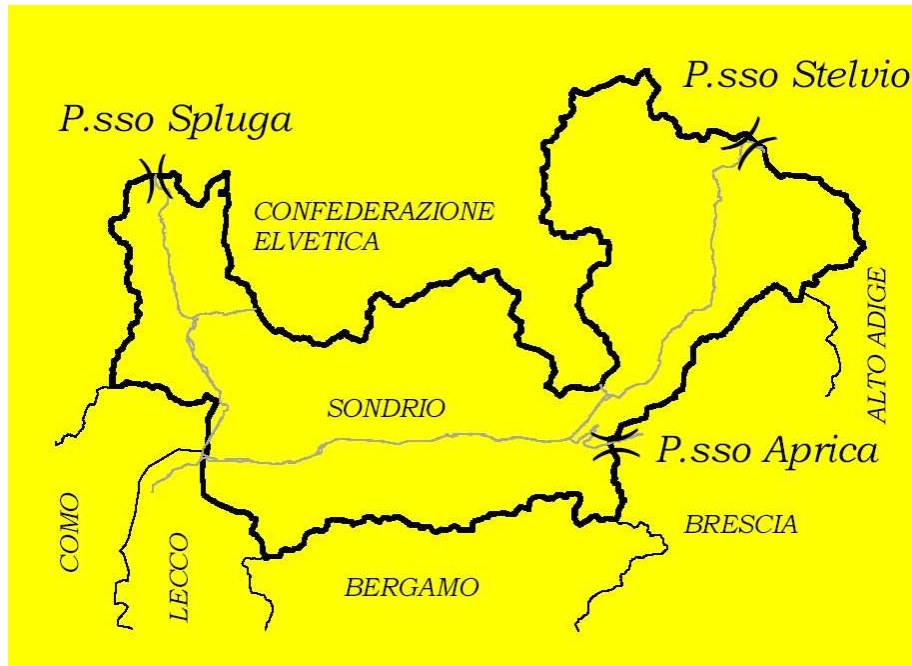 P.sso Stelvio
P.sso Spluga
CONFEDERAZIONE
ELVETICA
ALTO ADIGE
SONDRIO
P.sso Aprica
BRESCIA
COMO
LECCO
BERGAMO